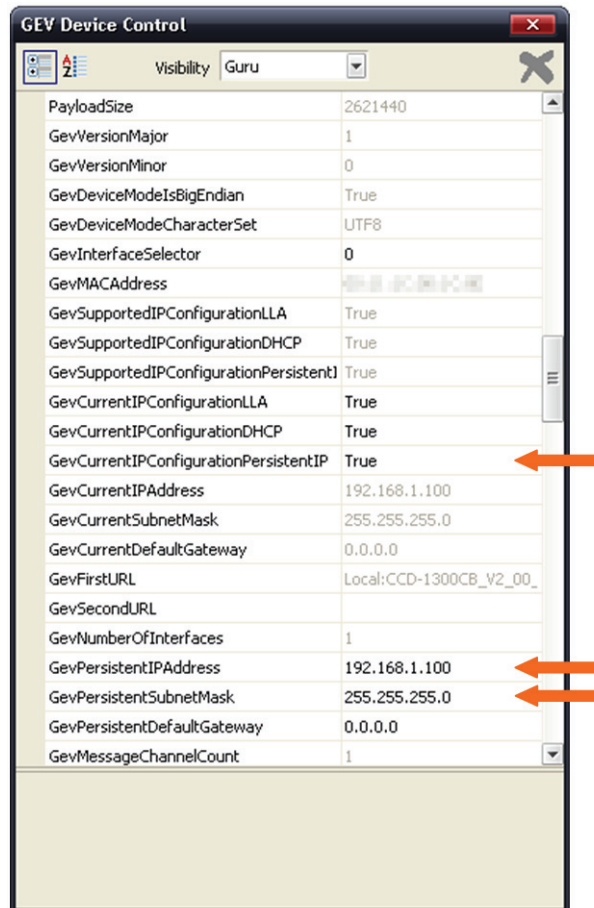 GEV Device Control
Visibility Guru
PayloadSize 2621440
GevVersionMajor 1
GevVersionMinor 0
GevDeviceModeIsBigEndian True
GevDeviceModeCharacterSet UTF8
GevInterfaceSelector 0
GevMACAddress
GevSupportedIPConfigurationLLA True
GevSupportedIPConfigurationDHCP True
GevSupportedIPConfigurationPersistentI True
GevCurrentIPConfigurationLLA True
GevCurrentIPConfigurationDHCP True
GevCurrentIPConfigurationPersistentIP True
GevCurrentIPAddress 192.168.1.100
GevCurrentSubnetMask 255.255.255.0
GevCurrentDefaultGateway 0.0.0.0
GevFirstURL Local:CCD-1300CB_V2_00_
GevSecondURL
GevNumberOfInterfaces 1
GevPersistentIPAddress 192.168.1.100
GevPersistentSubnetMask 255.255.255.0
GevPersistentDefaultGateway 0.0.0.0
GevMessageChannelCount 1